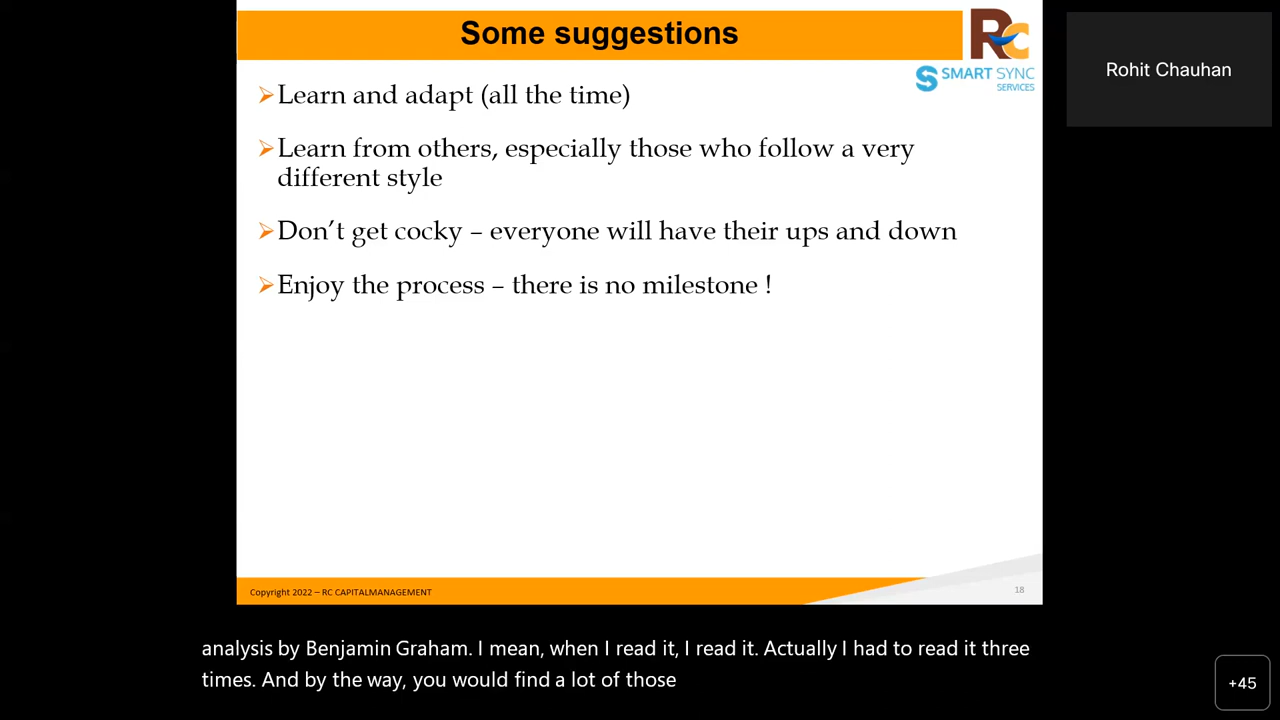 Some suggestions
RC
SMART SYNC
SERVICES
Rohit Chauhan
➢Learn and adapt (all the time)
➢Learn from others, especially those who follow a very
different style
➢Don’t get cocky – everyone will have their ups and down
➢Enjoy the process – there is no milestone !
Copyright 2022 – RC CAPITALMANAGEMENT
18
analysis by Benjamin Graham. I mean, when I read it, I read it. Actually I had to read it three
times. And by the way, you would find a lot of those
+45